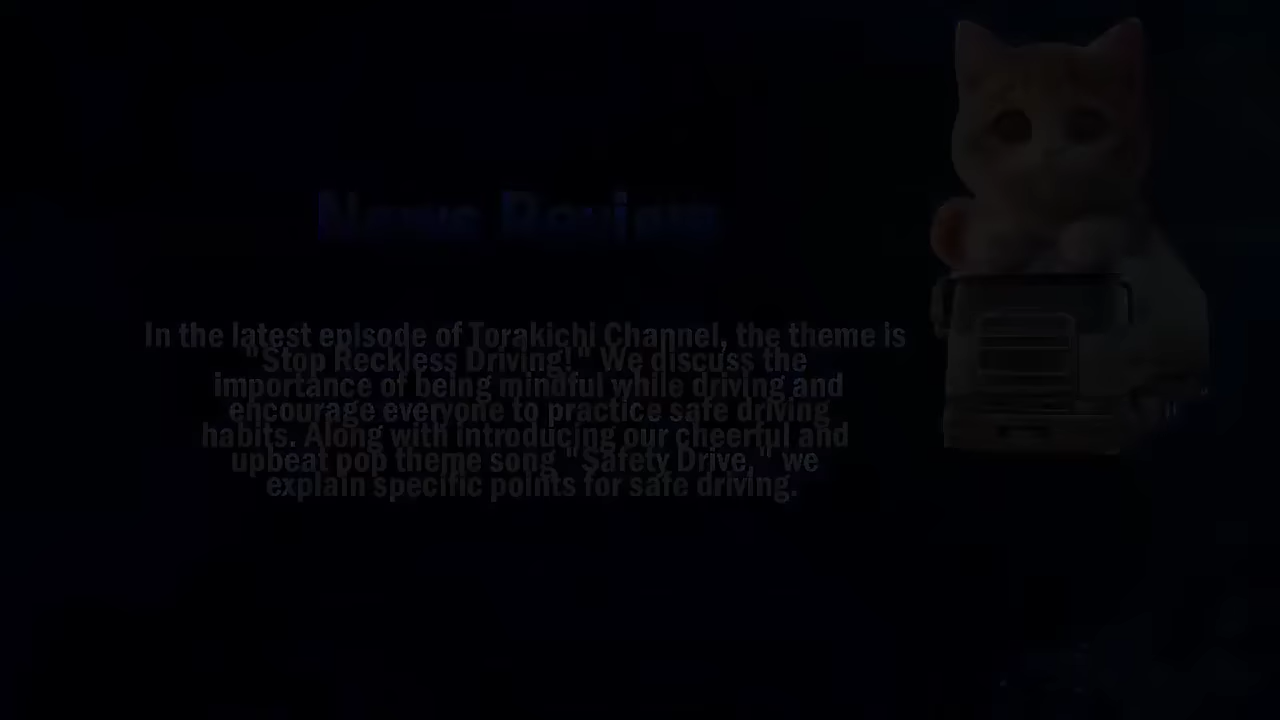 News Review
In the latest episode of Torakichi Channel, the theme is
"Stop Reckless Driving!" We discuss the
importance of being mindful while driving and
encourage everyone to practice safe driving
habits. Along with introducing our cheerful and
upbeat pop theme song "Safety Drive," we
explain specific points for safe driving.